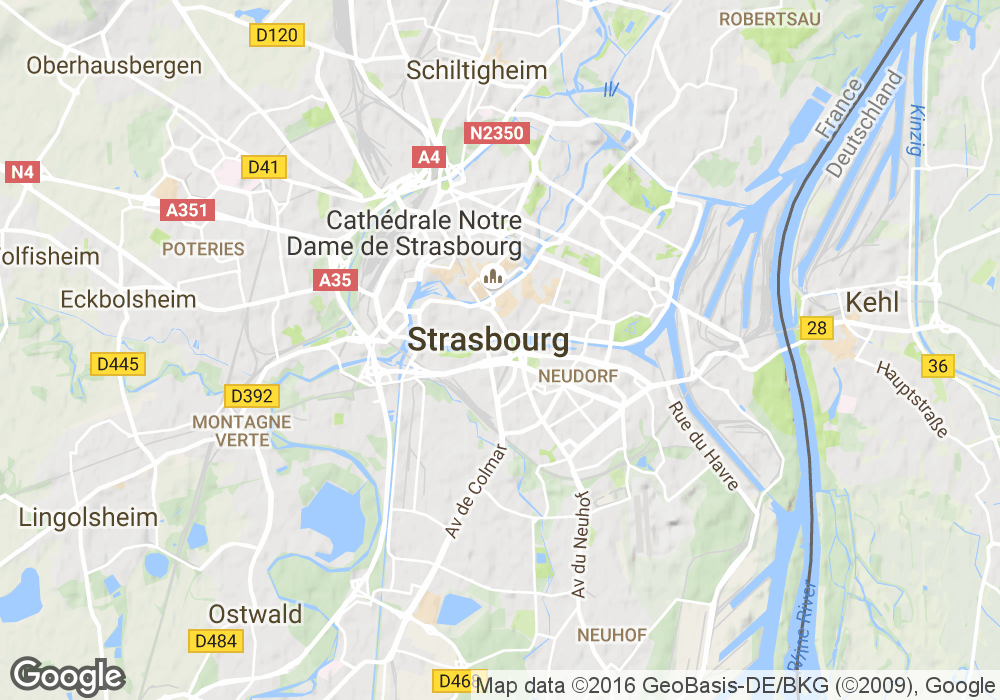 ROBERTSAU
D120
Oberhausbergen
Schiltigheim
Ill
France
Deutschland
Kinzig
N2350
A4
D41
N4
A351
Cathédrale Notre
Dame de Strasbourg
POTERIES
olfisheim
A35
Eckbolsheim
Kehl
28
Strasbourg
D445
NEUDORF
36
Hauptstraße
D392
MONTAGNE
VERTE
Rue du Havre
Av de Colmar
Av du Neuhof
Lingolsheim
Ostwald
D484
NEUHOF
Rhine River
D468
Google
Map data ©2016 GeoBasis-DE/BKG (©2009), Google